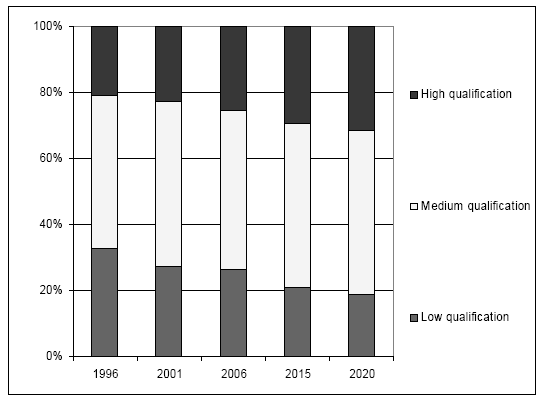 100%
80%
60%
40%
20%
0%
1996 2001 2006 2015 2020
High qualification
Medium qualification
Low qualification